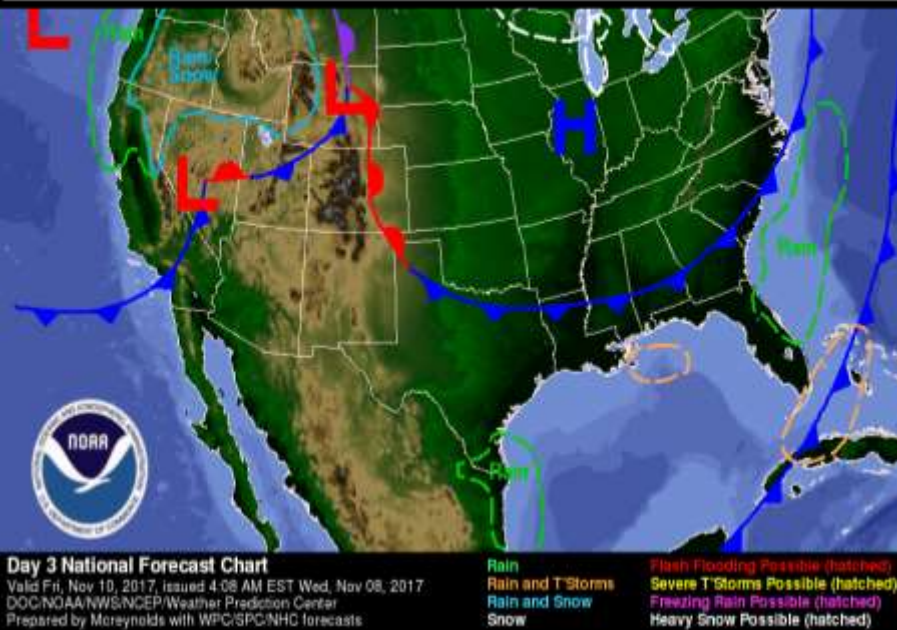 L
Rain
Rain/
Snow
L
H
L
Rain
Rain
NOAA
Day 3 National Forecast Chart
Valid Fri, Nov 10, 2017, issued 4:08 AM EST Wed, Nov 08, 2017
DOC/NOAA/NWS/NCEP/Weather Prediction Center
Prepared by Mcreynolds with WPC/SPC/NHC forecasts
Rain
Rain and T'Storms
Rain and Snow
Snow
Flash Flooding Possible (hatched)
Severe T'Storms Possible (hatched)
Freezing Rain Possible (hatched)
Heavy Snow Possible (hatched)